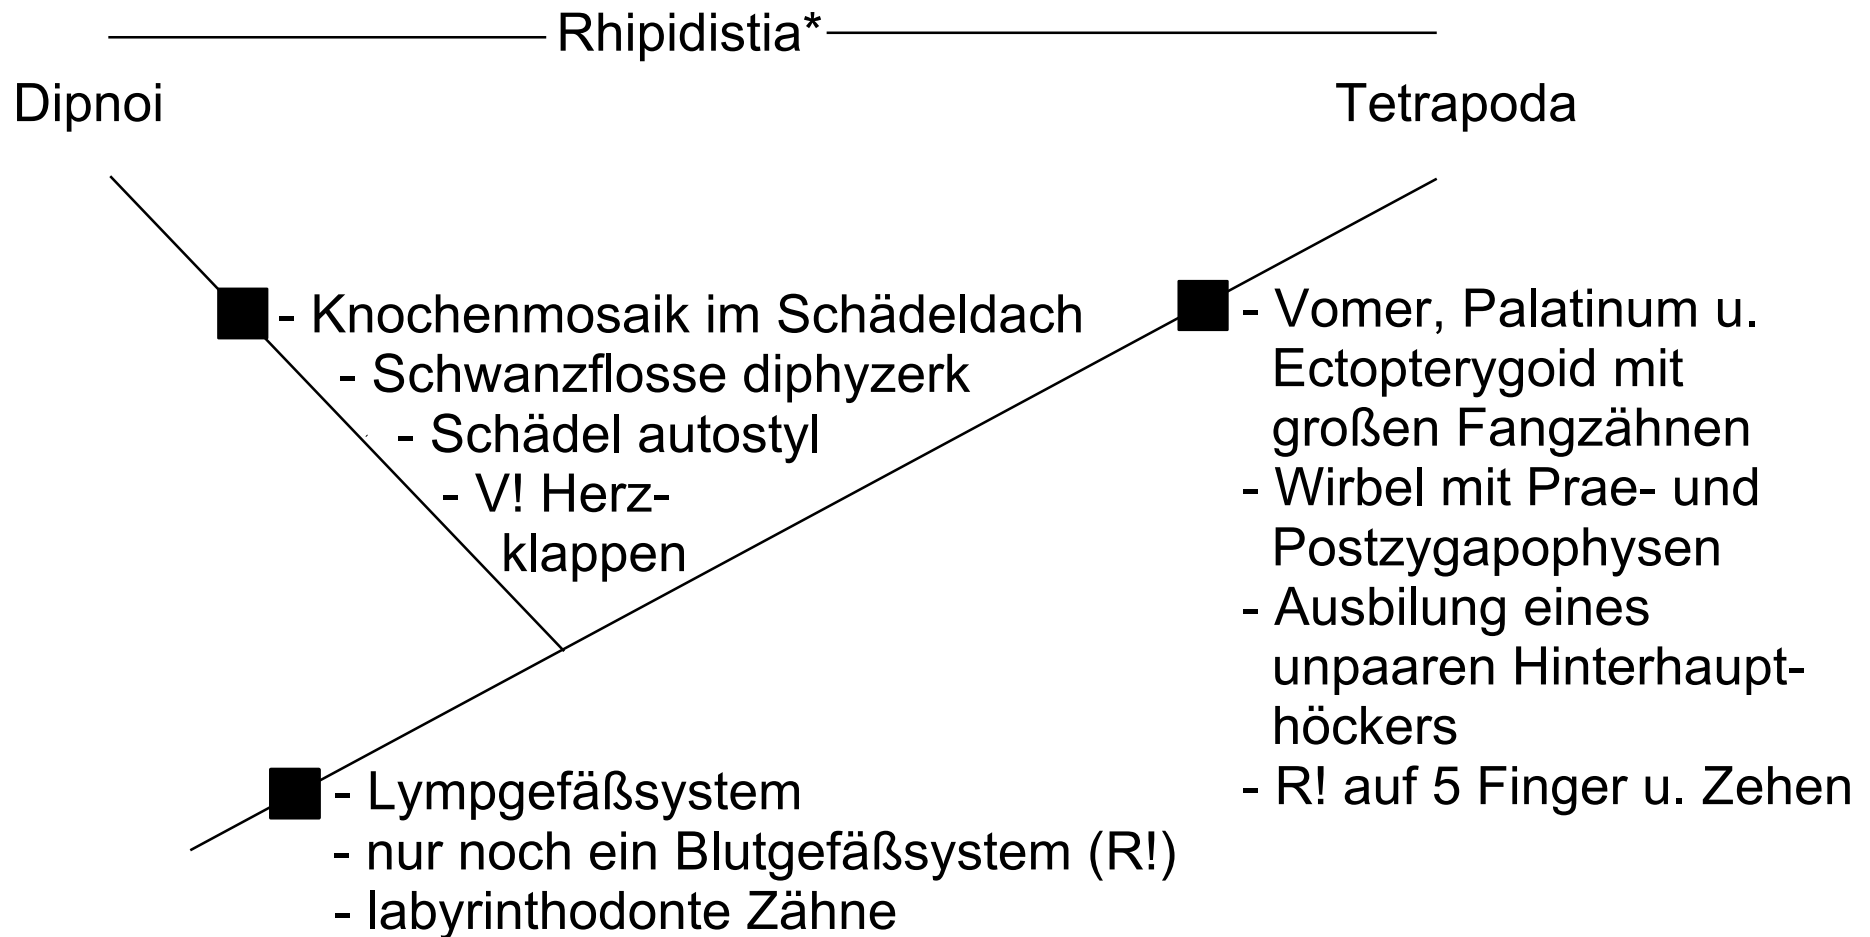 Rhipidistia*
Dipnoi
Tetrapoda
- Knochenmosaik im Schädeldach
- Schwanzflosse diphyzerk
- Schädel autostyl
- V! Herz-
klappen
- Vomer, Palatinum u.
Ectopterygoid mit
großen Fangzähnen
- Wirbel mit Prae- und
Postzygapophysen
- Ausbilung eines
unpaaren Hinterhaupt-
höckers
- R! auf 5 Finger u. Zehen
- Lympgefäßsystem
- nur noch ein Blutgefäßsystem (R!)
- labyrinthodonte Zähne